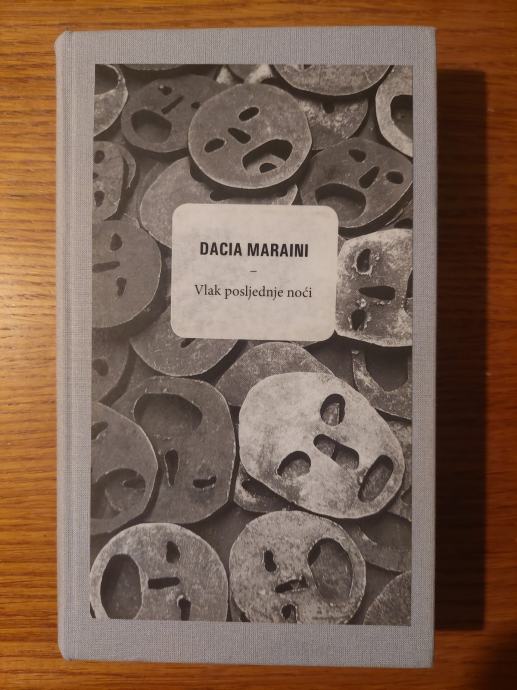 DACIA MARAINI
–
Vlak posljednje noći